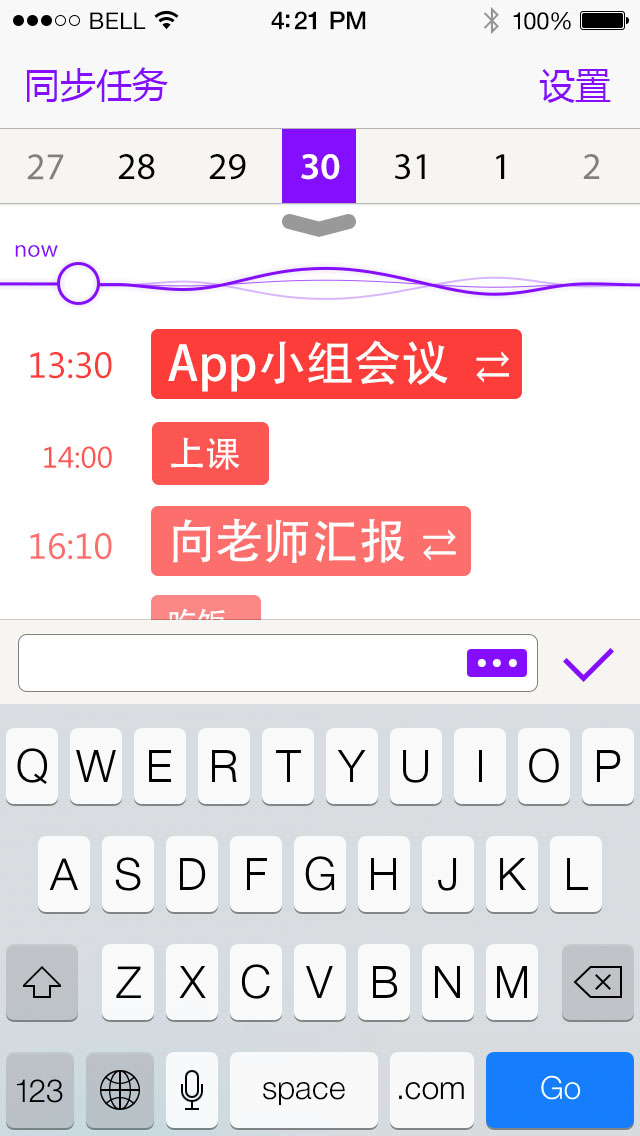 BELL 4:21 PM 100%
同步任务 设置
27 28 29 30 31 1 2
now
13:30 App小组会议
14:00 上课
16:10 向老师汇报
吃饭
Q W E R T Y U I O P
A S D F G H J K L
Z X C V B N M
123 space .com Go